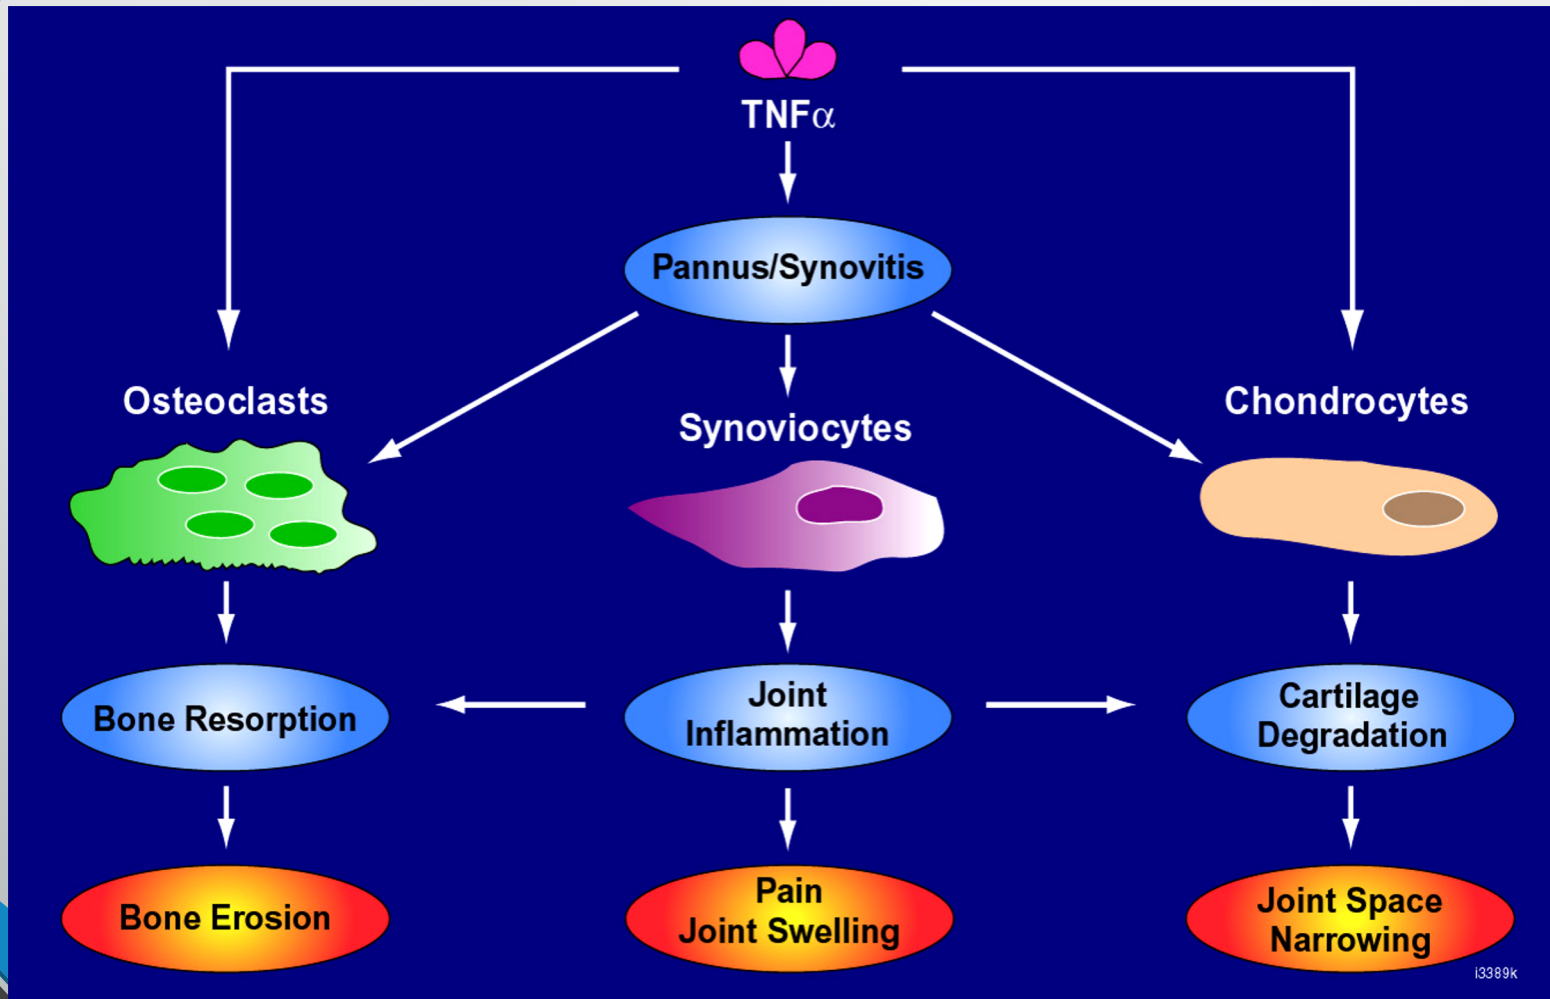 TNFα
Pannus/Synovitis
Osteoclasts
Synoviocytes
Chondrocytes
Bone Resorption
Joint
Inflammation
Cartilage
Degradation
Bone Erosion
Pain
Joint Swelling
Joint Space
Narrowing
i3389k